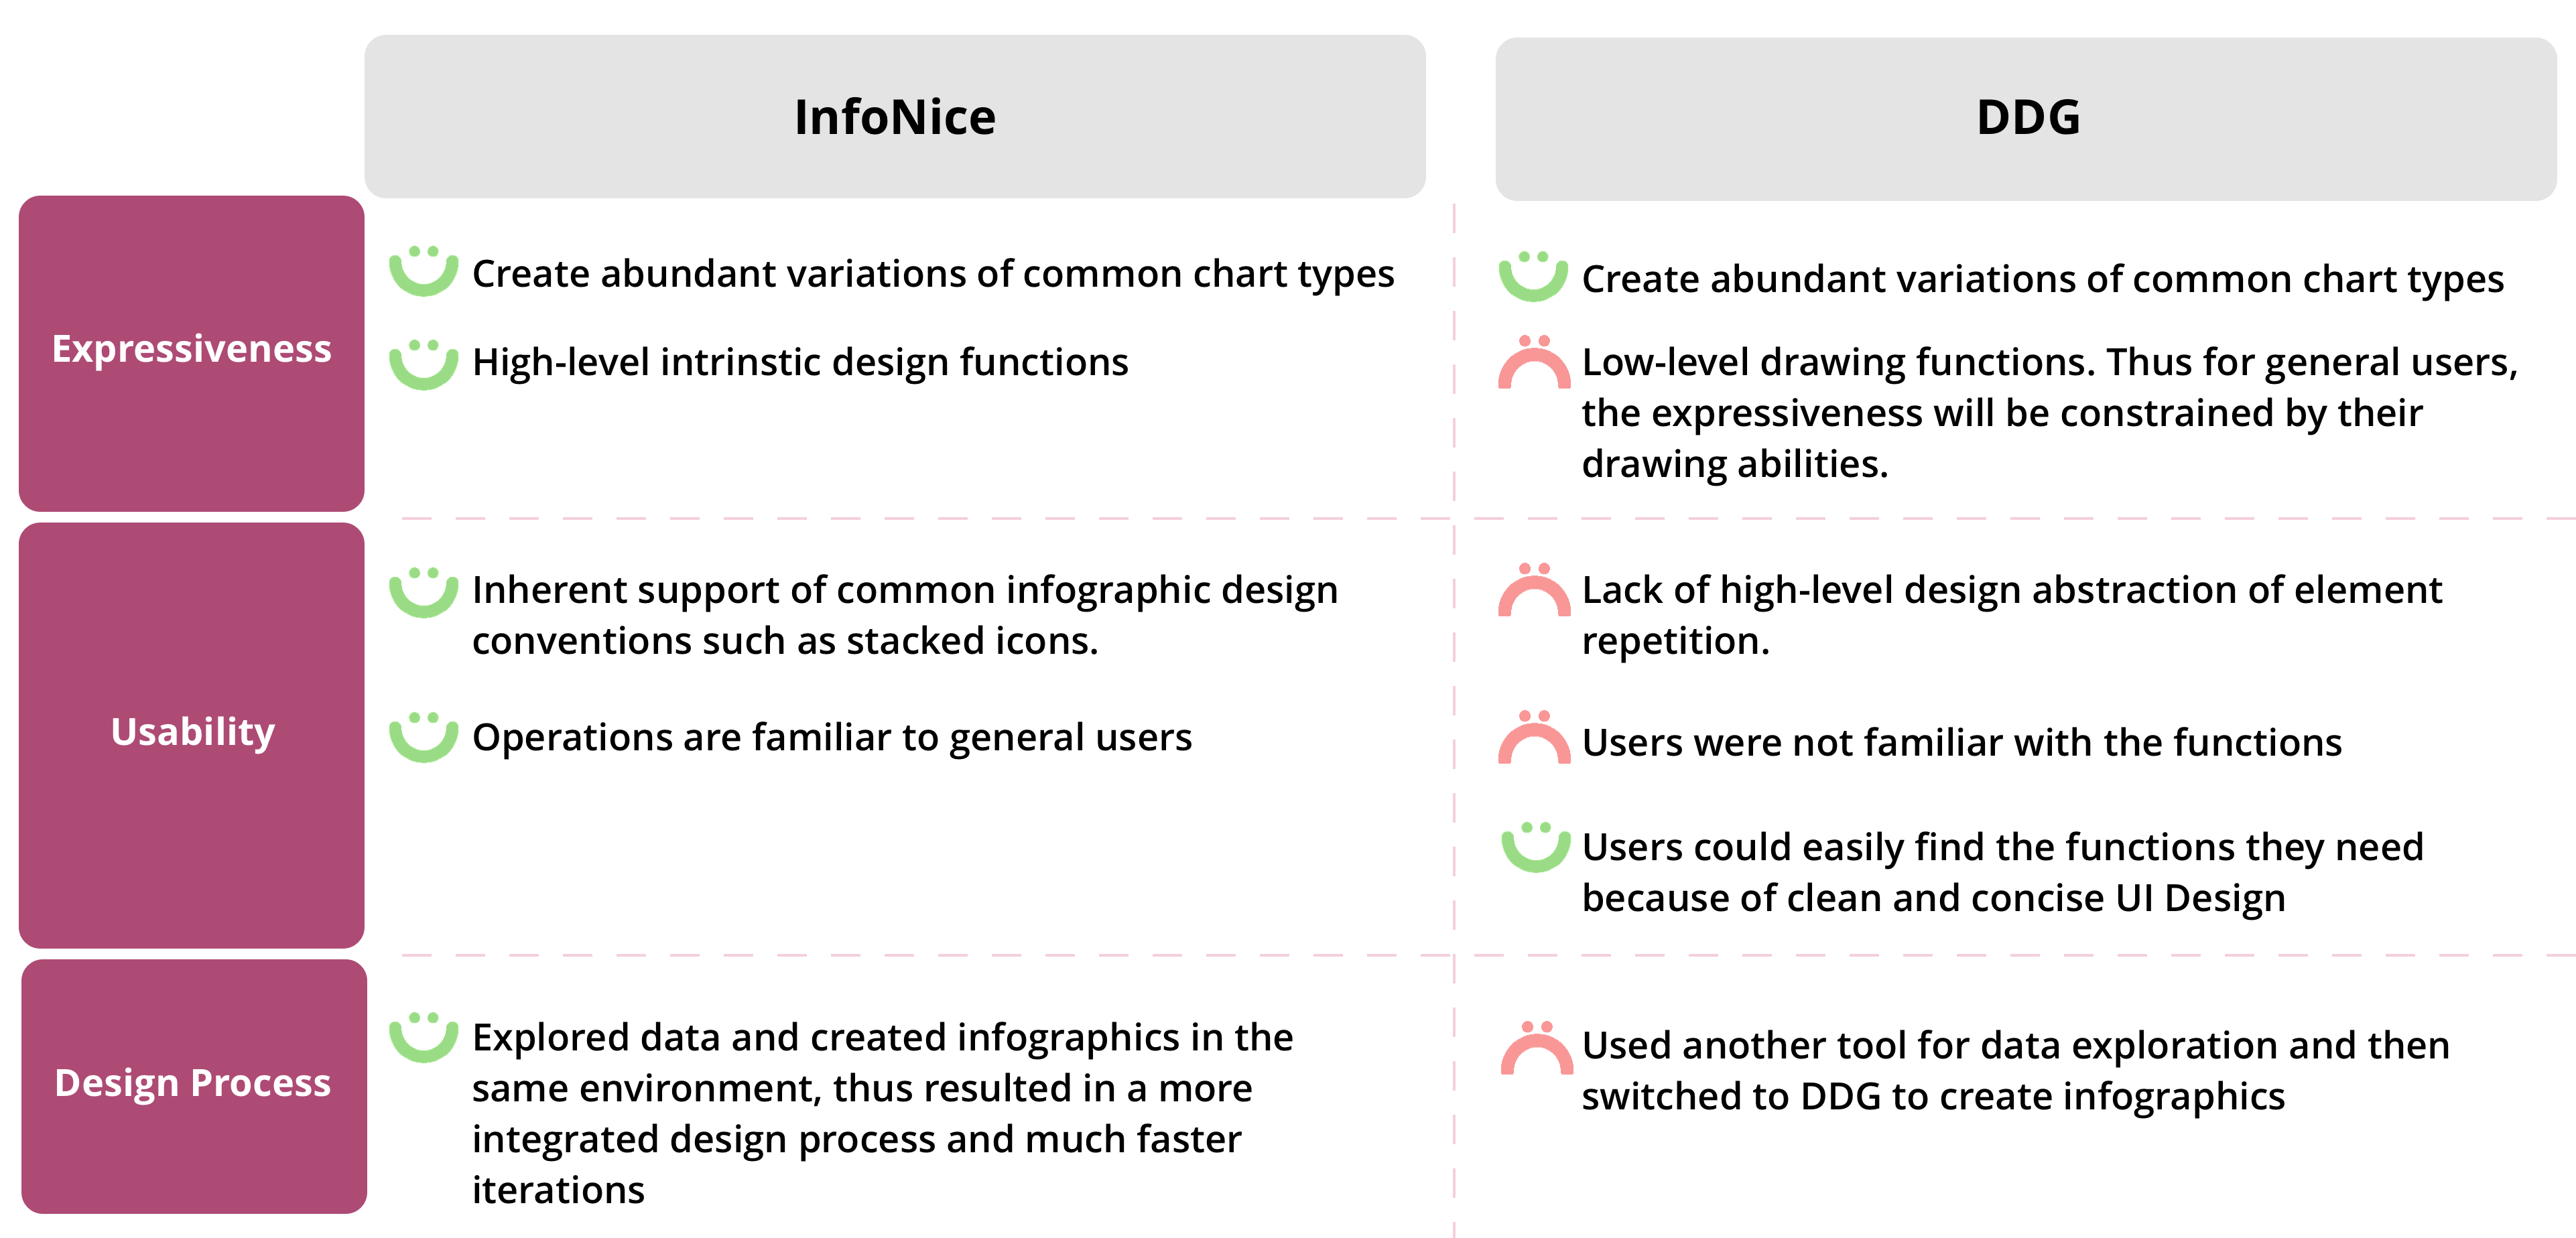 InfoNice
DDG
Expressiveness
Create abundant variations of common chart types
High-level intrinstic design functions
Create abundant variations of common chart types
Low-level drawing functions. Thus for general users,
the expressiveness will be constrained by their
drawing abilities.
Usability
Inherent support of common infographic design
conventions such as stacked icons.
Operations are familiar to general users
Lack of high-level design abstraction of element
repetition.
Users were not familiar with the functions
Users could easily find the functions they need
because of clean and concise UI Design
Design Process
Explored data and created infographics in the
same environment, thus resulted in a more
integrated design process and much faster
iterations
Used another tool for data exploration and then
switched to DDG to create infographics